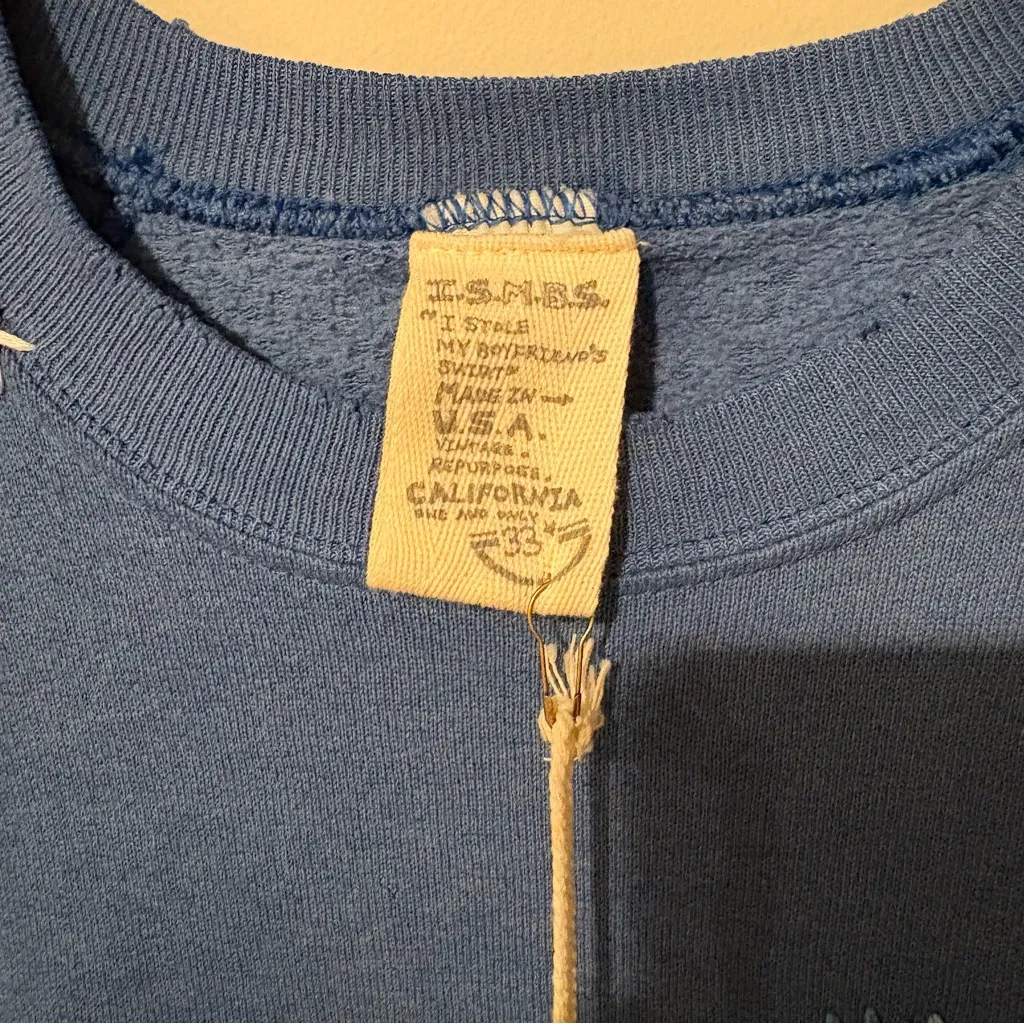 I.S.M.B.S.
"I STOLE
MY BOYFRIEND'S
SHIRT"
MADE IN →
U.S.A.
VINTAGE.
REPURPOSE.
CALIFORNIA
ONE AND ONLY
33